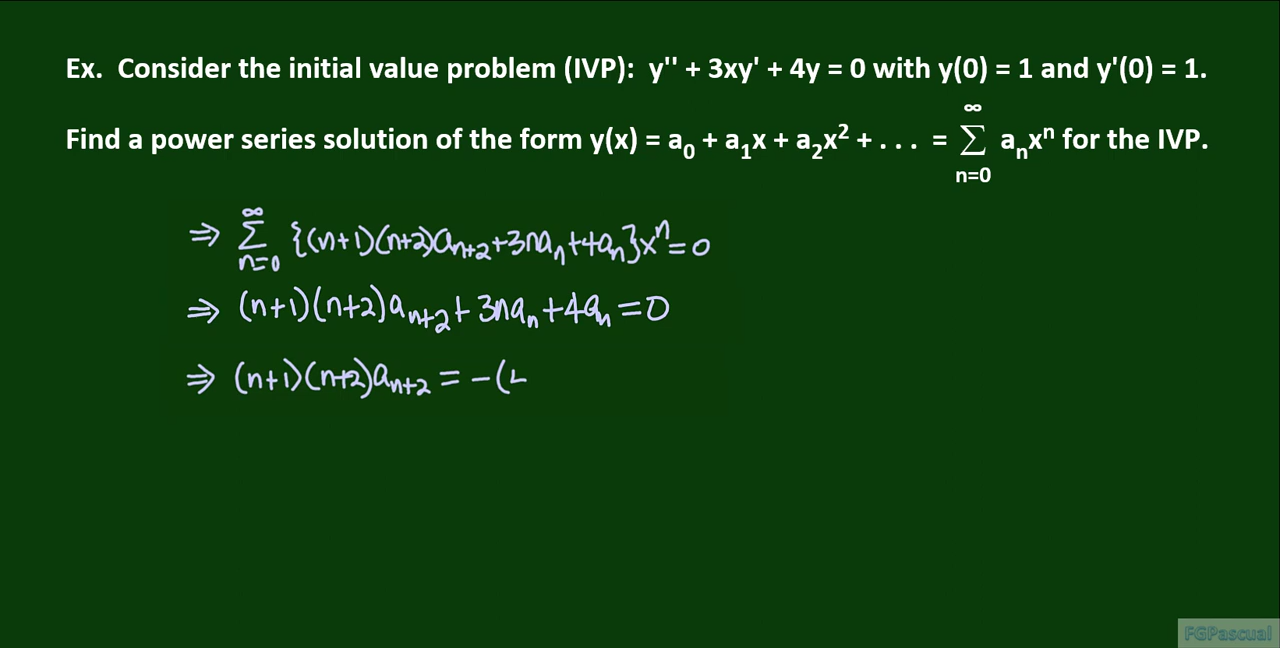 Ex. Consider the initial value problem (IVP): y'' + 3xy' + 4y = 0 with y(0) = 1 and y'(0) = 1.
Find a power series solution of the form y(x) = a₀ + a₁x + a₂x² + . . . = ∑_{n=0}^{∞} aₙxⁿ for the IVP.
⇒ ∑_{n=0}^{∞} {(n+1)(n+2)aₙ₊₂+3naₙ+4aₙ}xⁿ=0
⇒ (n+1)(n+2)aₙ₊₂+3naₙ+4aₙ=0
⇒ (n+1)(n+2)aₙ₊₂ = -(
FGPascual